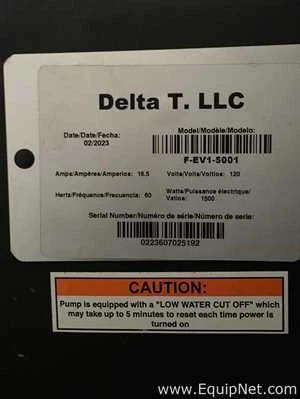 Delta T. LLC
Date/Date/Fecha:
02/2023
Model/Modèle/Modelo:
F-EV1-5001
Amps/Ampères/Amperios: 16.5
Volts/Volts/Voltios: 120
Hertz/Fréquence/Frecuancia: 60
Watts/Puissance électrique/
Vatios: 1500
Serial Number/Numéro de série/Número de serie:
0223607025192
CAUTION:
Pump is equipped with a "LOW WATER CUT OFF" which
may take up to 5 minutes to reset each time power is
turned on
www.EquipNet.com